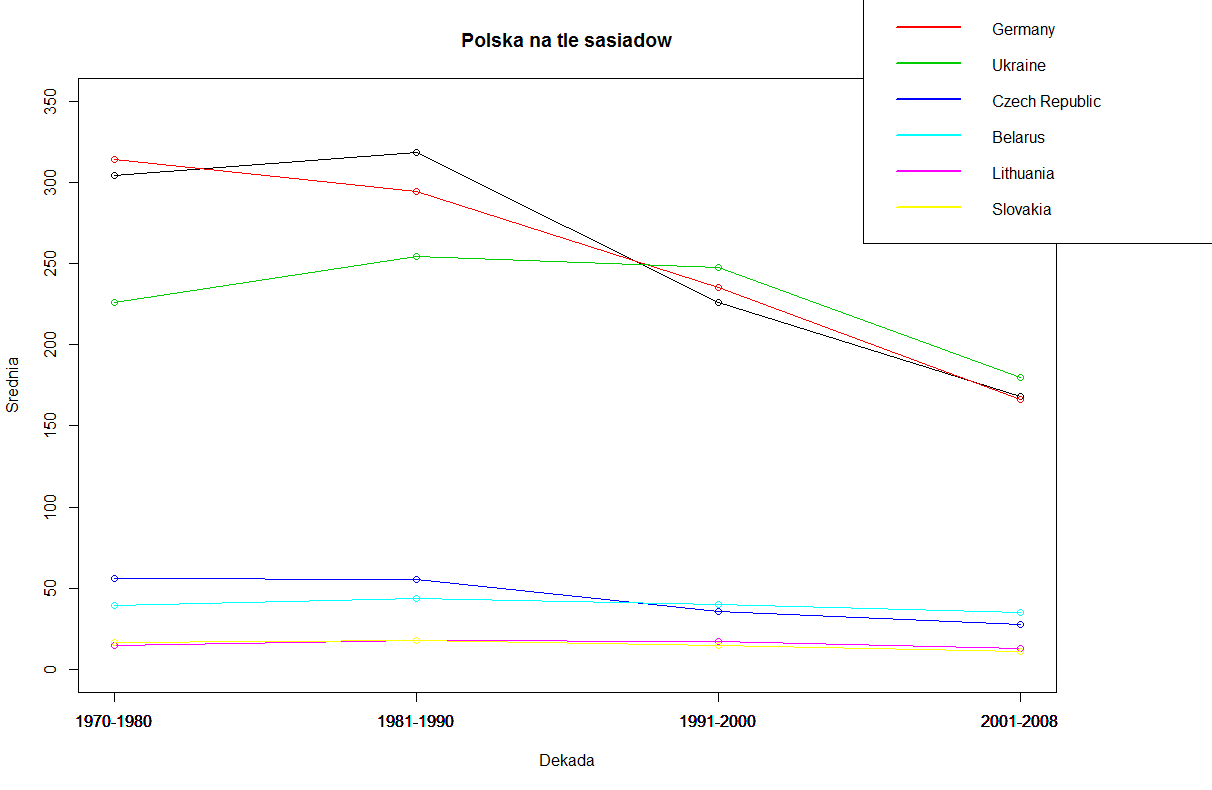 Polska na tle sasiadow
Germany
Ukraine
Czech Republic
Belarus
Lithuania
Slovakia
350
300
250
200
150
100
50
0
Srednia
1970-1980 1981-1990 1991-2000 2001-2008
Dekada